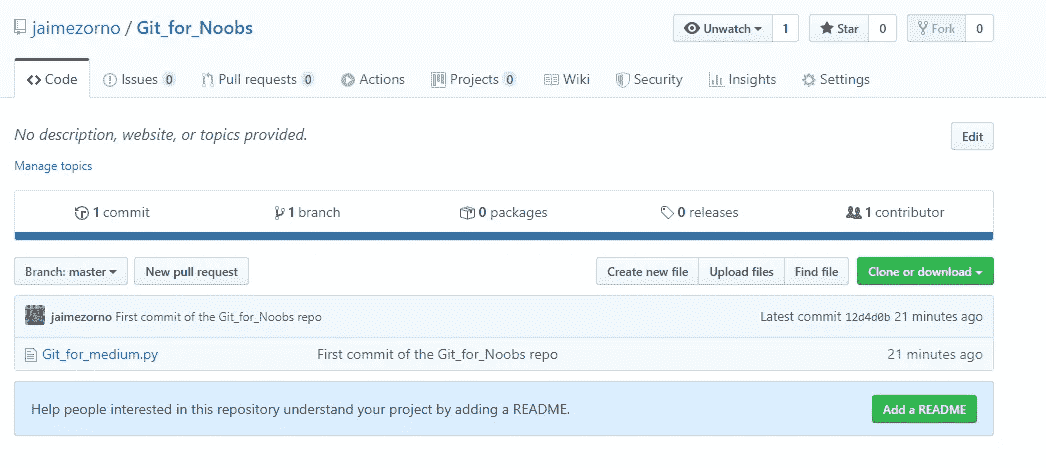 jaimezorno / Git_for_Noobs
Unwatch 1 Star 0 Fork 0
Code Issues 0 Pull requests 0 Actions Projects 0 Wiki Security Insights Settings
No description, website, or topics provided. Edit
Manage topics
1 commit 1 branch 0 packages 0 releases 1 contributor
Branch: master New pull request Create new file Upload files Find file Clone or download
jaimezorno First commit of the Git_for_Noobs repo Latest commit 12d4d0b 21 minutes ago
Git_for_medium.py First commit of the Git_for_Noobs repo 21 minutes ago
Help people interested in this repository understand your project by adding a README. Add a README